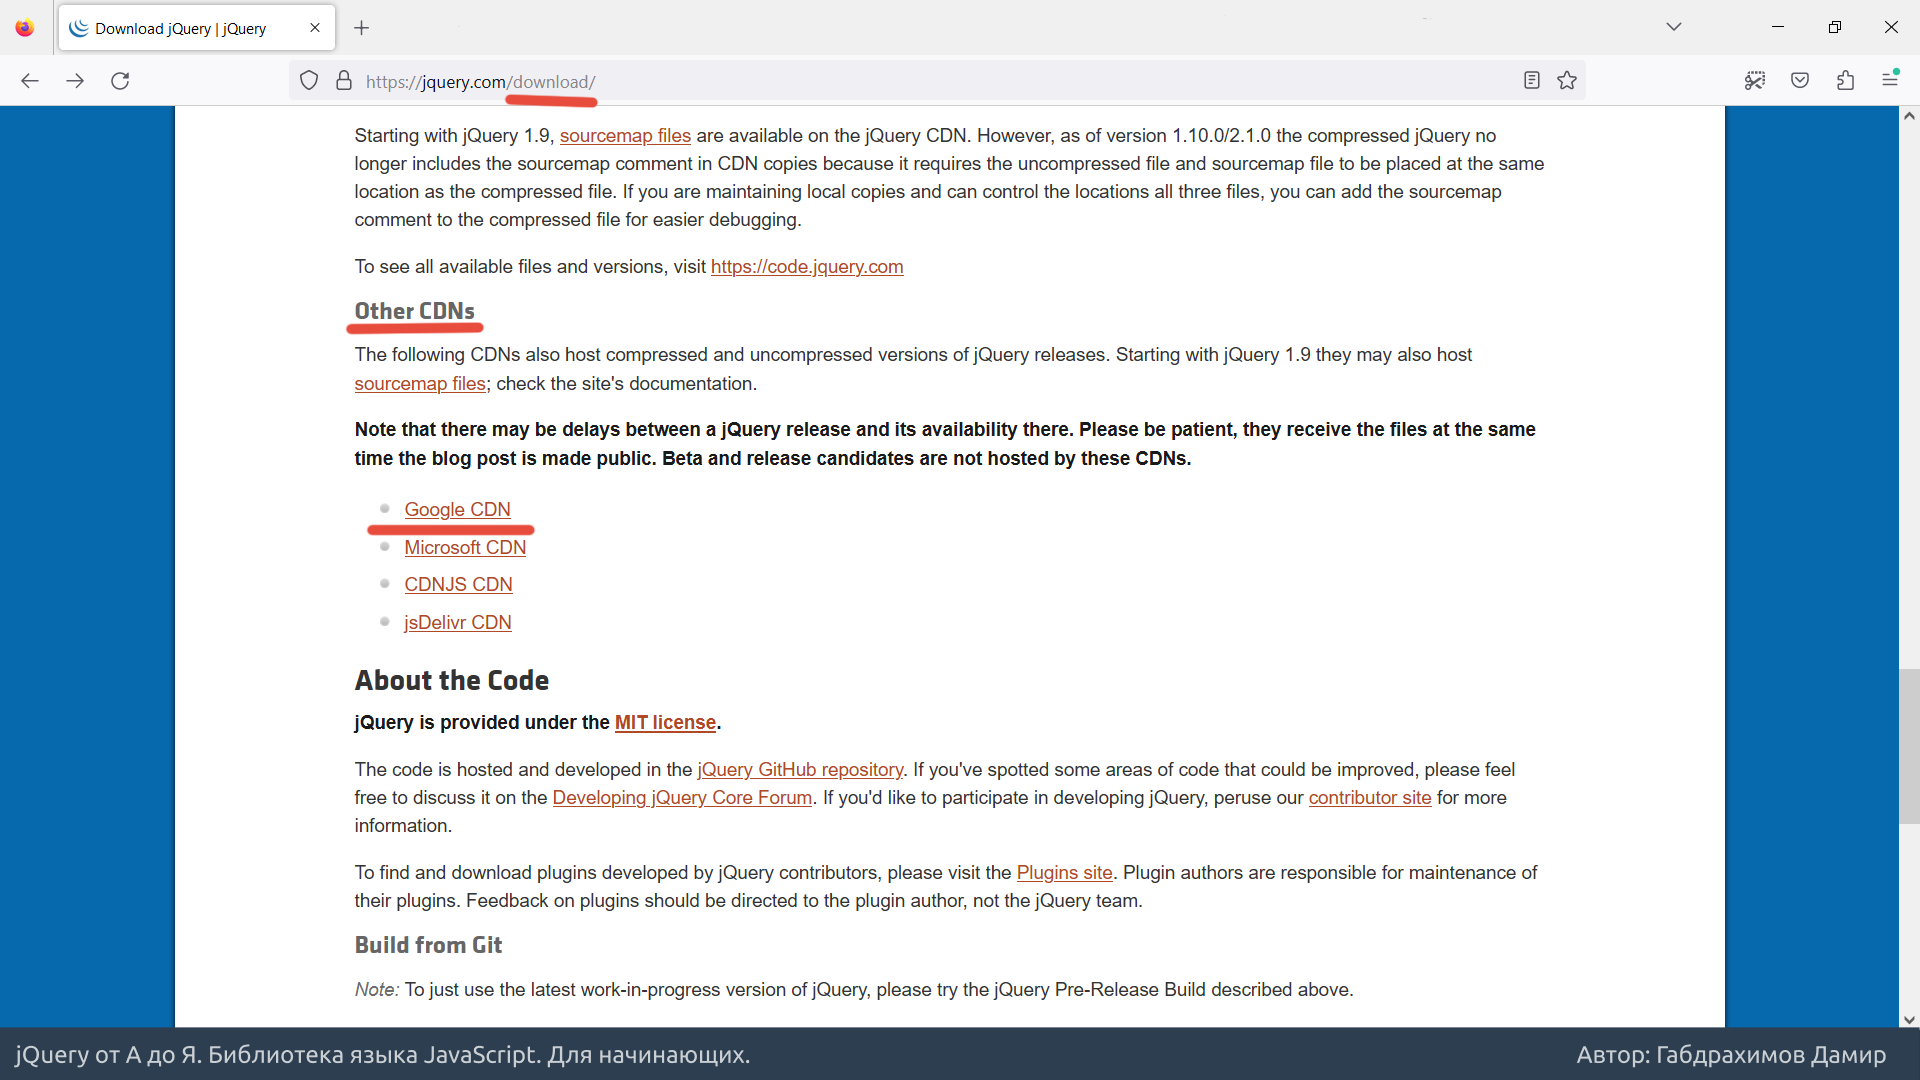 Download jQuery | jQuery
https://jquery.com/download/
Starting with jQuery 1.9, sourcemap files are available on the jQuery CDN. However, as of version 1.10.0/2.1.0 the compressed jQuery no
longer includes the sourcemap comment in CDN copies because it requires the uncompressed file and sourcemap file to be placed at the same
location as the compressed file. If you are maintaining local copies and can control the locations all three files, you can add the sourcemap
comment to the compressed file for easier debugging.
To see all available files and versions, visit https://code.jquery.com
Other CDNs
The following CDNs also host compressed and uncompressed versions of jQuery releases. Starting with jQuery 1.9 they may also host
sourcemap files; check the site's documentation.
Note that there may be delays between a jQuery release and its availability there. Please be patient, they receive the files at the same
time the blog post is made public. Beta and release candidates are not hosted by these CDNs.
Google CDN
Microsoft CDN
CDNJS CDN
jsDelivr CDN
About the Code
jQuery is provided under the MIT license.
The code is hosted and developed in the jQuery GitHub repository. If you've spotted some areas of code that could be improved, please feel
free to discuss it on the Developing jQuery Core Forum. If you'd like to participate in developing jQuery, peruse our contributor site for more
information.
To find and download plugins developed by jQuery contributors, please visit the Plugins site. Plugin authors are responsible for maintenance of
their plugins. Feedback on plugins should be directed to the plugin author, not the jQuery team.
Build from Git
Note: To just use the latest work-in-progress version of jQuery, please try the jQuery Pre-Release Build described above.
jQuery от А до Я. Библиотека языка JavaScript. Для начинающих.
Автор: Габдрахимов Дамир